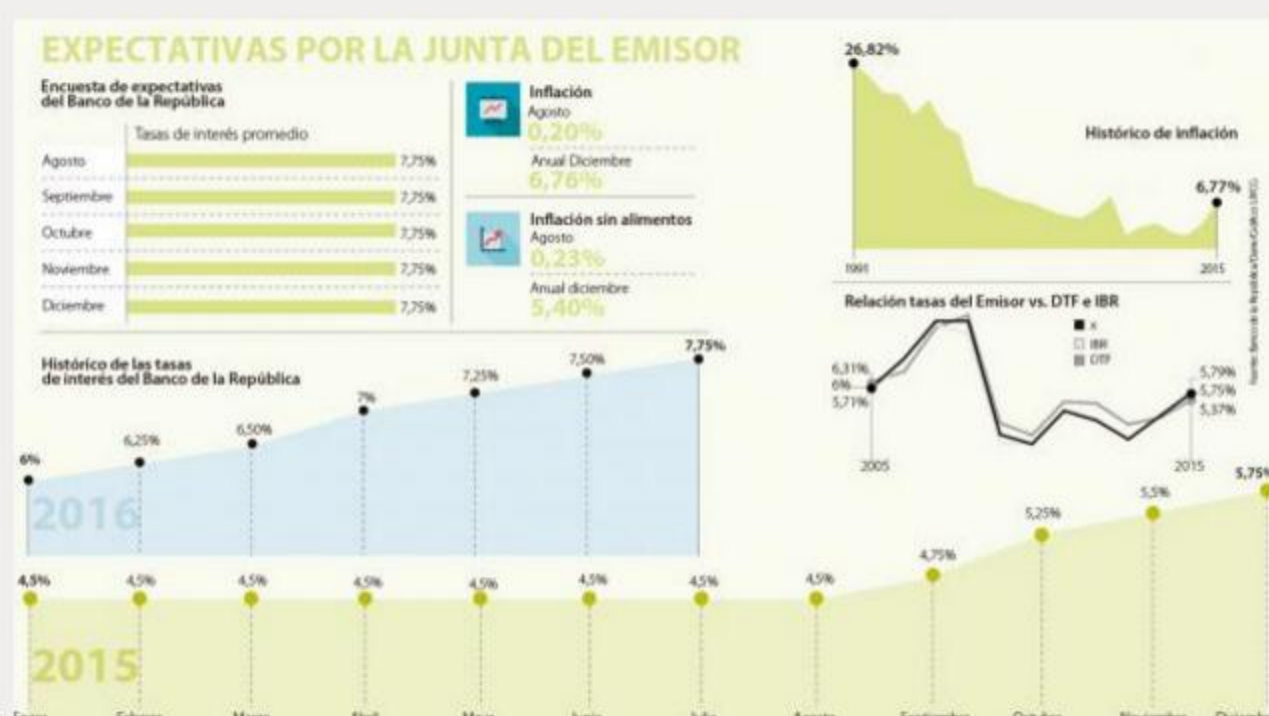 EXPECTATIVAS POR LA JUNTA DEL EMISOR
Encuesta de expectativas
del Banco de la República
Tasas de interés promedio
Agosto 7,75%
Septiembre 7,75%
Octubre 7,75%
Noviembre 7,75%
Diciembre 7,75%
Inflación
Agosto
0,20%
Anual Diciembre
6,76%
Inflación sin alimentos
Agosto
0,23%
Anual diciembre
5,40%
26,82%
Histórico de inflación
6,77%
1991
2015
Relación tasas del Emisor vs. DTF e IBR
X
IBR
DTF
6,31%
6%
5,71%
5,79%
5,75%
5,37%
2005
2015
Fuente: Banco de la República
Histórico de las tasas
de interés del Banco de la República
6%
6,25%
6,50%
7%
7,25%
7,50%
7,75%
2016
4,5%
4,5%
4,5%
4,5%
4,5%
4,5%
4,5%
4,5%
4,75%
5,25%
5,5%
5,75%
2015